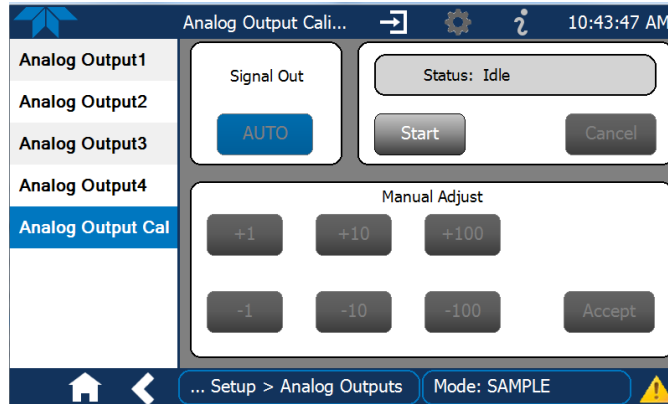 Analog Output Cali...
10:43:47 AM
Analog Output1
Analog Output2
Analog Output3
Analog Output4
Analog Output Cal
Signal Out
AUTO
Status: Idle
Start
Cancel
Manual Adjust
+1
+10
+100
-1
-10
-100
Accept
... Setup > Analog Outputs
Mode: SAMPLE